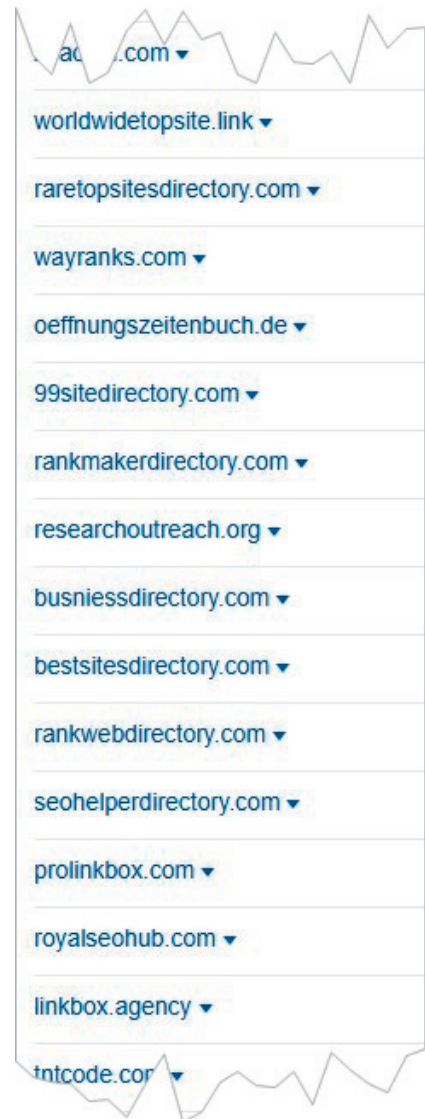 worldwidetopsite.link
raretopsitesdirectory.com
wayranks.com
oeffnungszeitenbuch.de
99sitedirectory.com
rankmakerdirectory.com
researchoutreach.org
busniessdirectory.com
bestsitesdirectory.com
rankwebdirectory.com
seohelperdirectory.com
prolinkbox.com
royalseohub.com
linkbox.agency